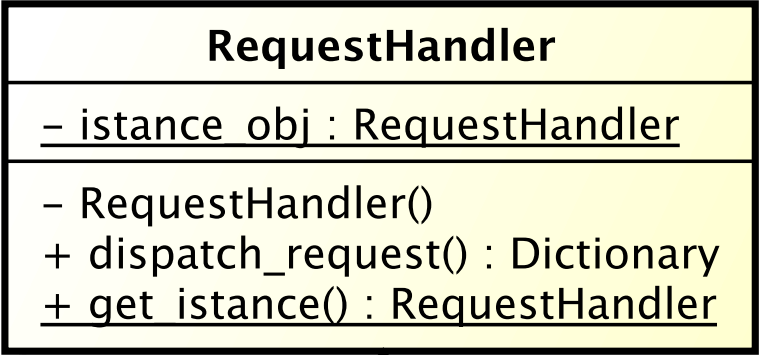 RequestHandler
- istance_obj : RequestHandler
- RequestHandler()
+ dispatch_request() : Dictionary
+ get_istance() : RequestHandler